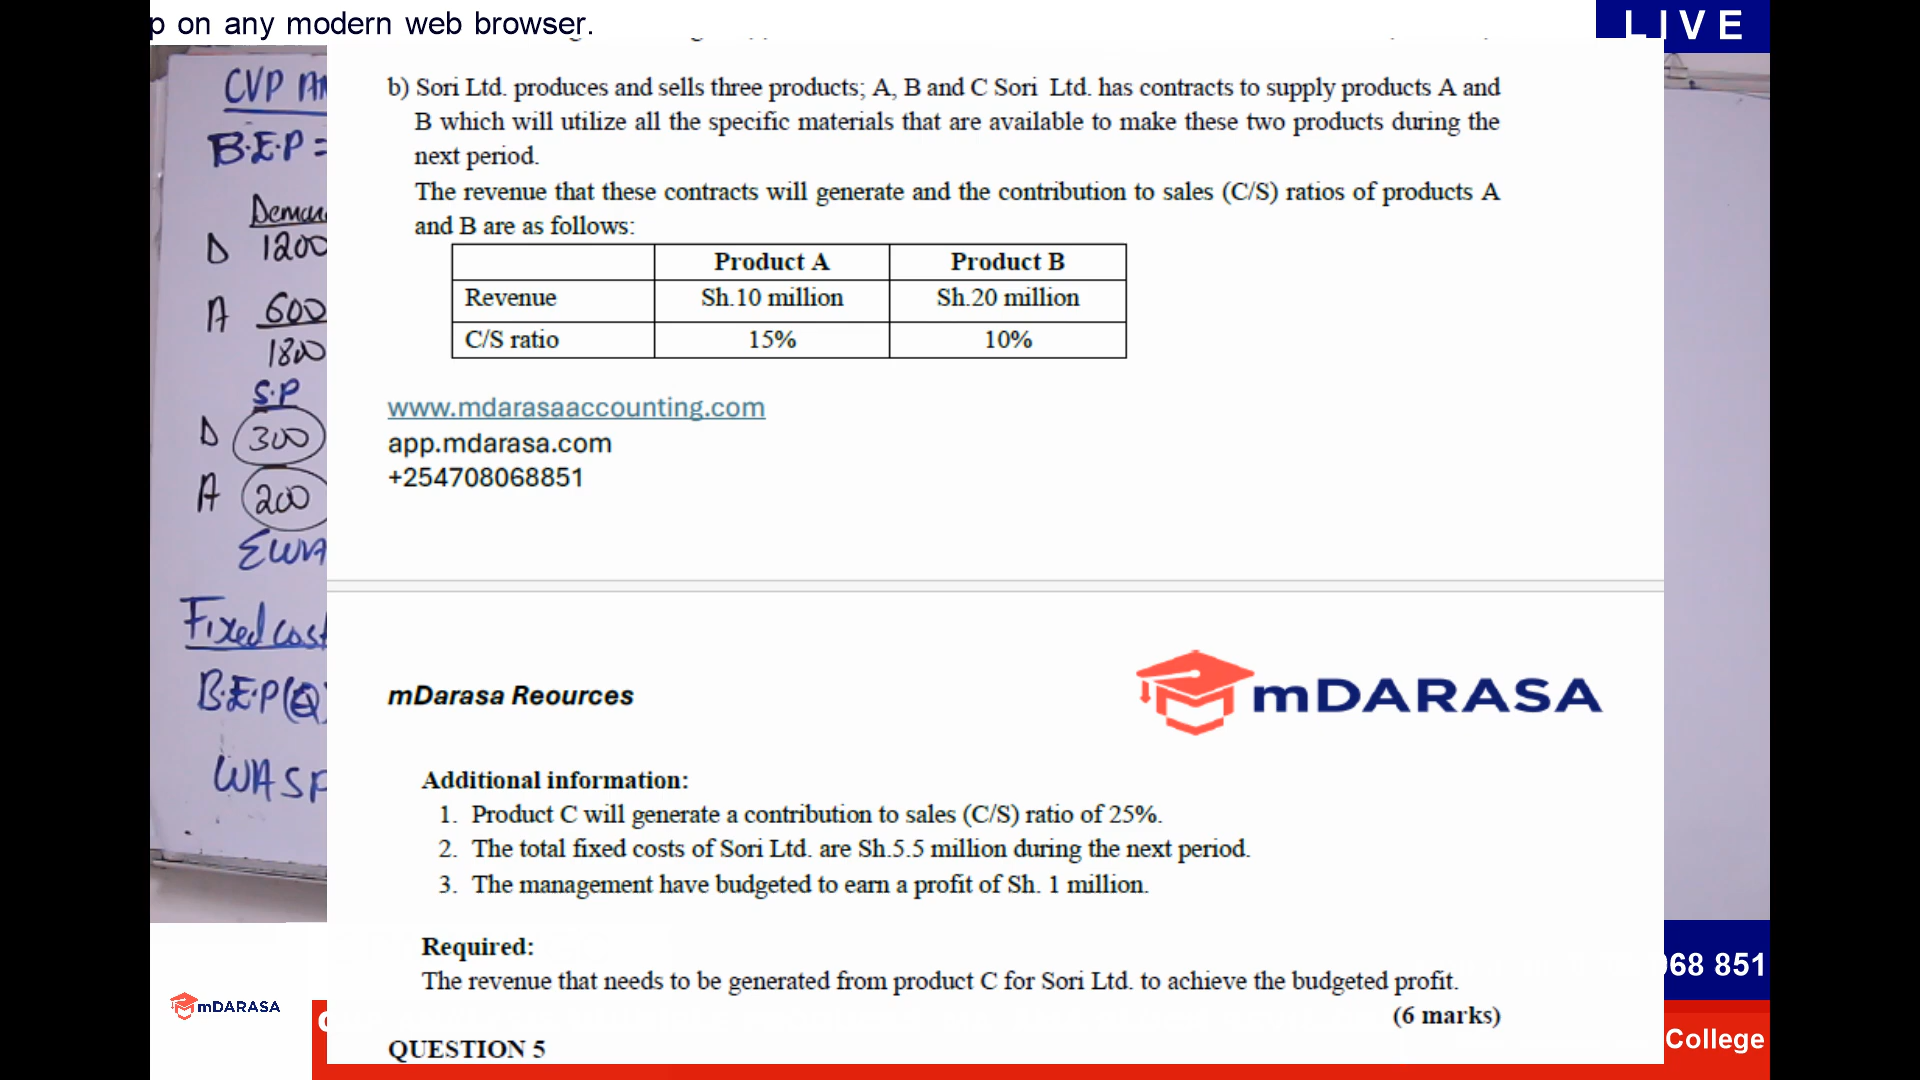 p on any modern web browser.
LIVE
CVP
B.E.P =
D 1200
A 600
1800
S.P
D 300
A 200
Fixed cost
B.E.P(Q)
WASP
b) Sori Ltd. produces and sells three products; A, B and C Sori Ltd. has contracts to supply products A and
B which will utilize all the specific materials that are available to make these two products during the
next period.
The revenue that these contracts will generate and the contribution to sales (C/S) ratios of products A
and B are as follows:
Product A Product B
Revenue Sh.10 million Sh.20 million
C/S ratio 15% 10%
www.mdarasaaccounting.com
app.mdarasa.com
+254708068851
mDarasa Reources
mDARASA
Additional information:
1. Product C will generate a contribution to sales (C/S) ratio of 25%.
2. The total fixed costs of Sori Ltd. are Sh.5.5 million during the next period.
3. The management have budgeted to earn a profit of Sh. 1 million.
Required:
The revenue that needs to be generated from product C for Sori Ltd. to achieve the budgeted profit.
(6 marks)
QUESTION 5
mDARASA
068 851
College